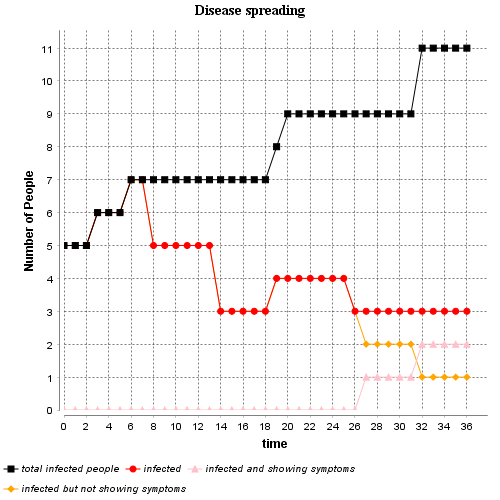 Disease spreading
11
10
9
8
7
6
5
4
3
2
1
0
Number of People
0 2 4 6 8 10 12 14 16 18 20 22 24 26 28 30 32 34 36
time
total infected people infected infected and showing symptoms
infected but not showing symptoms